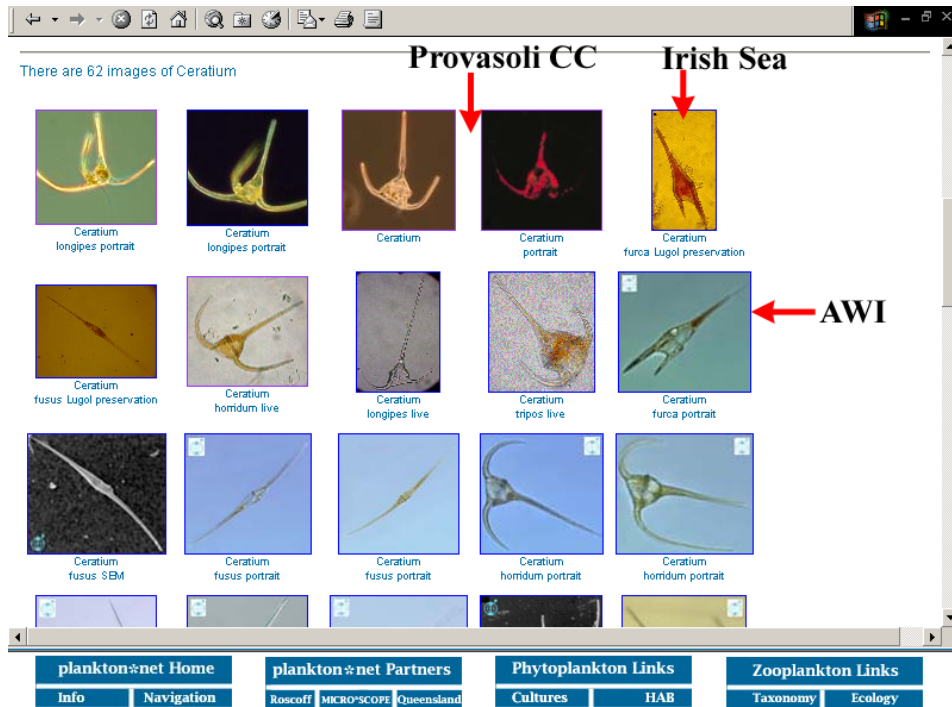 There are 62 images of Ceratium
Provasoli CC
Irish Sea
Ceratium
longipes portrait
Ceratium
longipes portrait
Ceratium
Ceratium
portrait
Ceratium
furca Lugol preservation
AWI
Ceratium
fusus Lugol preservation
Ceratium
horridum live
Ceratium
longipes live
Ceratium
tripos live
Ceratium
furca portrait
Ceratium
fusus SEM
Ceratium
fusus portrait
Ceratium
fusus portrait
Ceratium
horridum portrait
Ceratium
horridum portrait
plankton*net Home
Info Navigation
plankton*net Partners
Roscoff MICRO*SCOPE Queensland
Phytoplankton Links
Cultures HAB
Zooplankton Links
Taxonomy Ecology